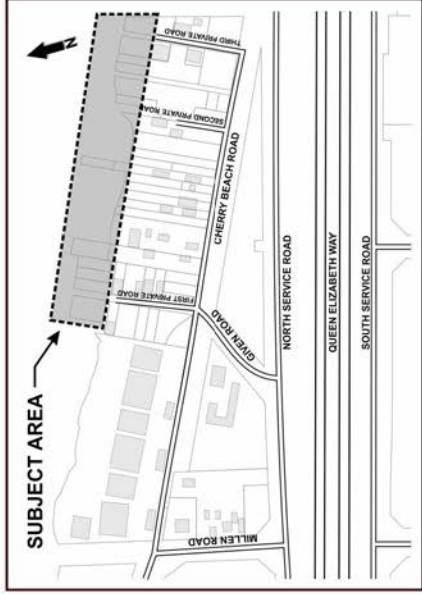 N
SUBJECT AREA
THIRD PRIVATE ROAD
SECOND PRIVATE ROAD
CHERRY BEACH ROAD
FIRST PRIVATE ROAD
GIVEN ROAD
NORTH SERVICE ROAD
MILLEN ROAD
QUEEN ELIZABETH WAY
SOUTH SERVICE ROAD